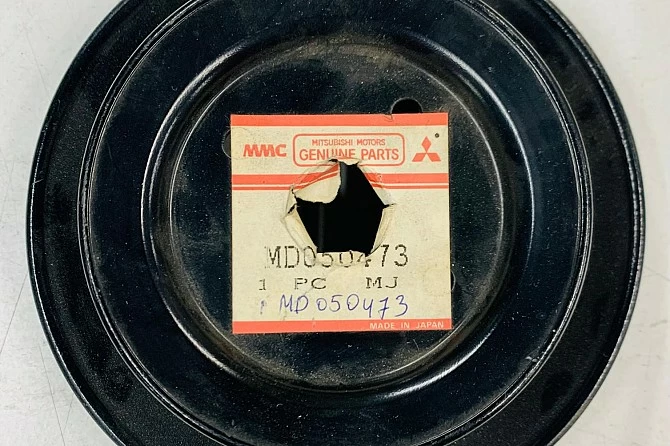 MMC
MITSUBISHI MOTORS
GENUINE PARTS
MD050473
1 PC MJ
MD050473
MADE IN JAPAN